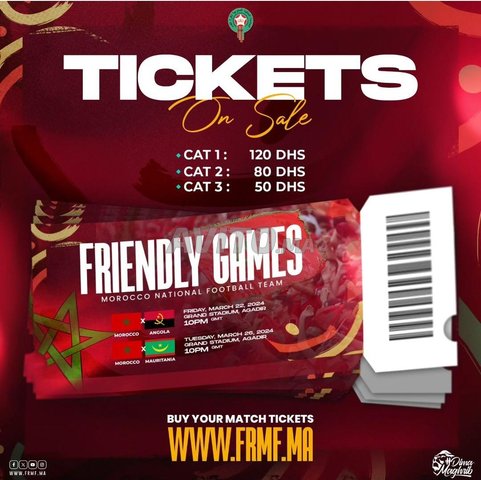 TICKETS
On Sale
CAT 1 : 120 DHS
CAT 2 : 80 DHS
CAT 3 : 50 DHS
FRIENDLY GAMES
MOROCCO NATIONAL FOOTBALL TEAM
MOROCCO X ANGOLA
FRIDAY, MARCH 22, 2024
GRAND STADIUM, AGADIR
10PM GMT
MOROCCO X MAURITANIA
TUESDAY, MARCH 26, 2024
GRAND STADIUM, AGADIR
10PM GMT
BUY YOUR MATCH TICKETS
WWW.FRMF.MA
WWW.FRMF.MA
Dima
Maghrib